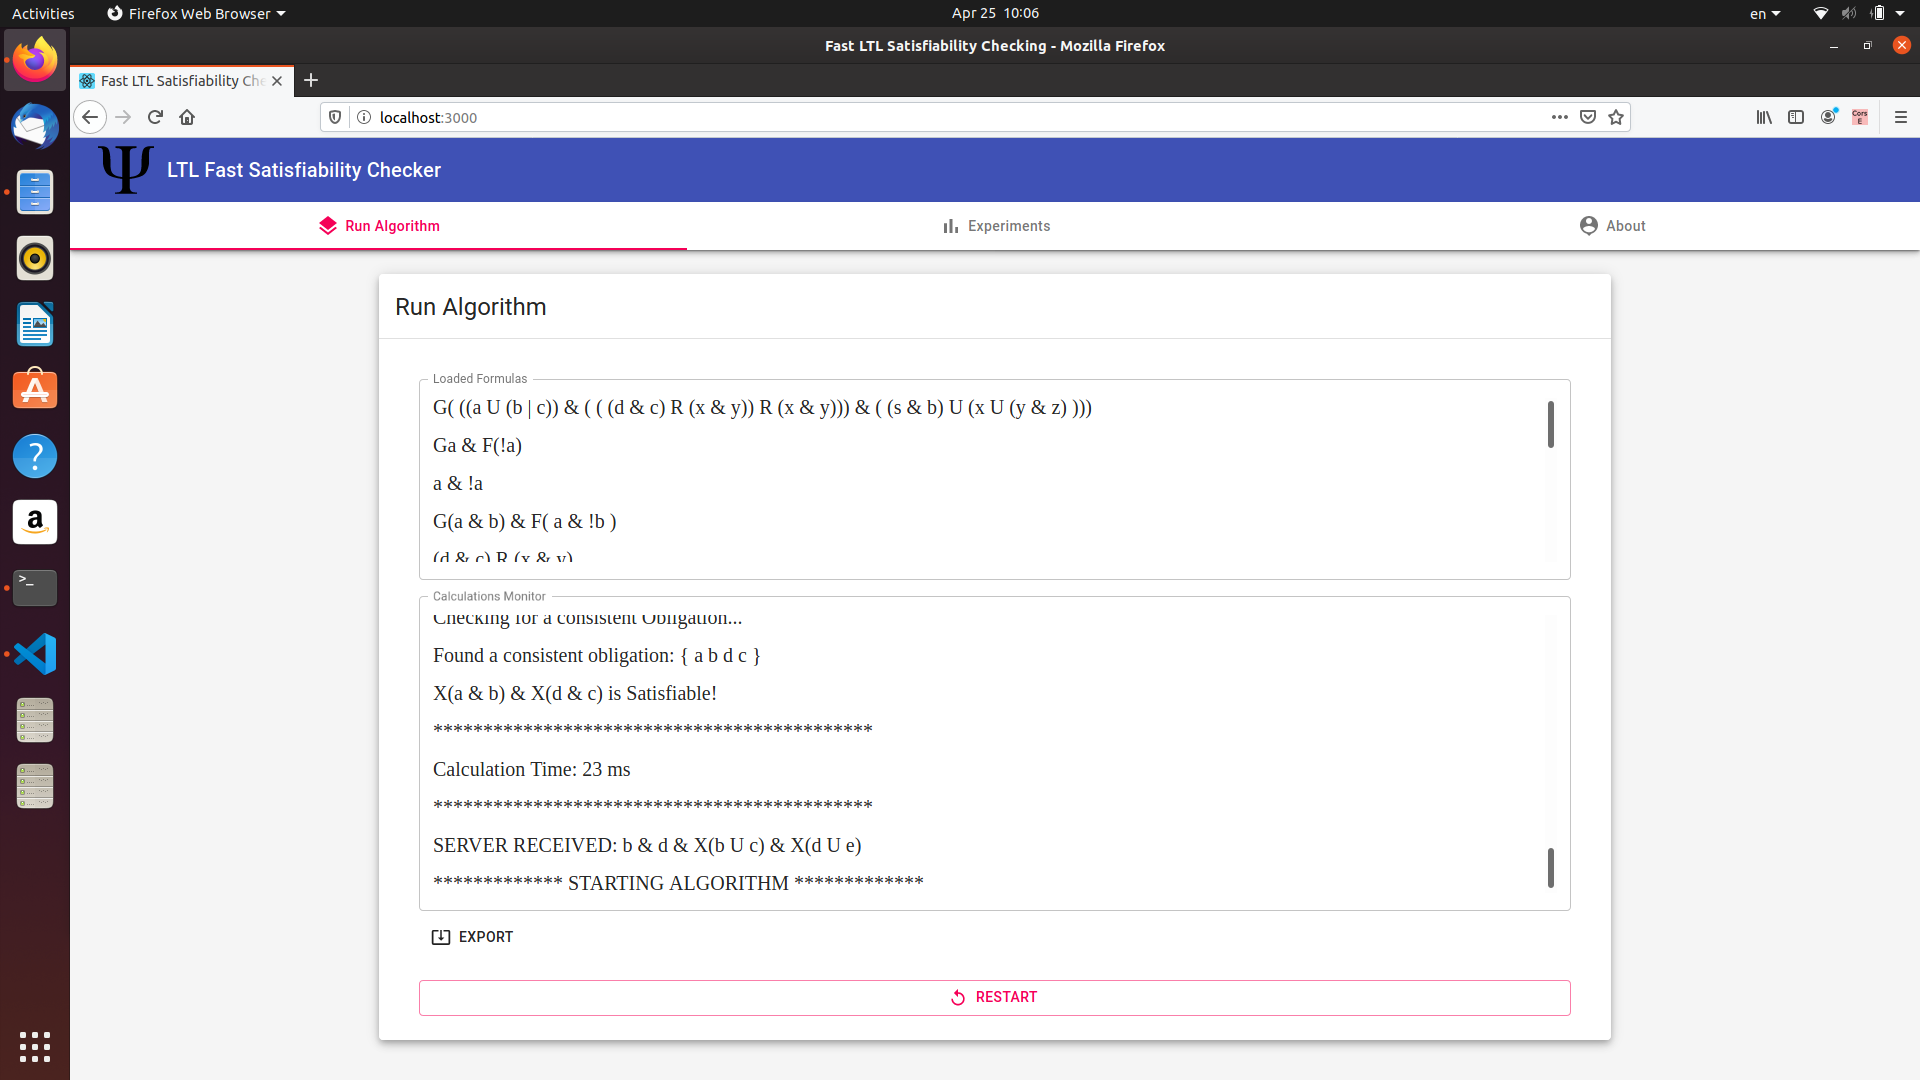 Activities
Firefox Web Browser
Apr 25 10:06
en
Fast LTL Satisfiability Checking - Mozilla Firefox
Fast LTL Satisfiability Che
localhost:3000
Cors E
Ψ LTL Fast Satisfiability Checker
Run Algorithm
Experiments
About
Run Algorithm
Loaded Formulas
G( ((a U (b | c)) & ( ( (d & c) R (x & y)) R (x & y))) & ( (s & b) U (x U (y & z) )))
Ga & F(!a)
a & !a
G(a & b) & F( a & !b )
(d & c) R (x & y)
Calculations Monitor
Checking for a consistent Obligation...
Found a consistent obligation: { a b d c }
X(a & b) & X(d & c) is Satisfiable!
********************************************
Calculation Time: 23 ms
********************************************
SERVER RECEIVED: b & d & X(b U c) & X(d U e)
************* STARTING ALGORITHM *************
EXPORT
RESTART